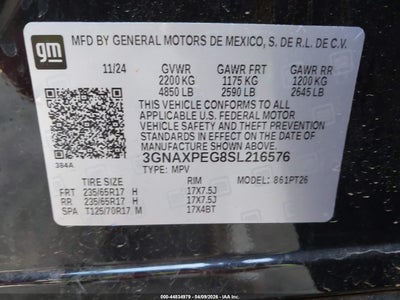 gm
MFD BY GENERAL MOTORS DE MEXICO, S. DE R.L. DE C.V.
11/24 GVWR GAWR FRT GAWR RR
2200 KG 1175 KG 1200 KG
4850 LB 2590 LB 2645 LB
THIS VEHICLE CONFORMS TO ALL
APPLICABLE U.S. FEDERAL MOTOR
VEHICLE SAFETY AND THEFT PREVENTION
STANDARDS IN EFFECT ON THE DATE OF
MANUFACTURE SHOWN ABOVE.
384A
3GNAXPEG8SL216576
TYPE: MPV
TIRE SIZE RIM MODEL: 861PT26
FRT 235/65R17 H 17X7.5J
RR 235/65R17 H 17X7.5J
SPA T125/70R17 M 17X4BT
000-44834979 - 04/09/2026 - www.iaai.com